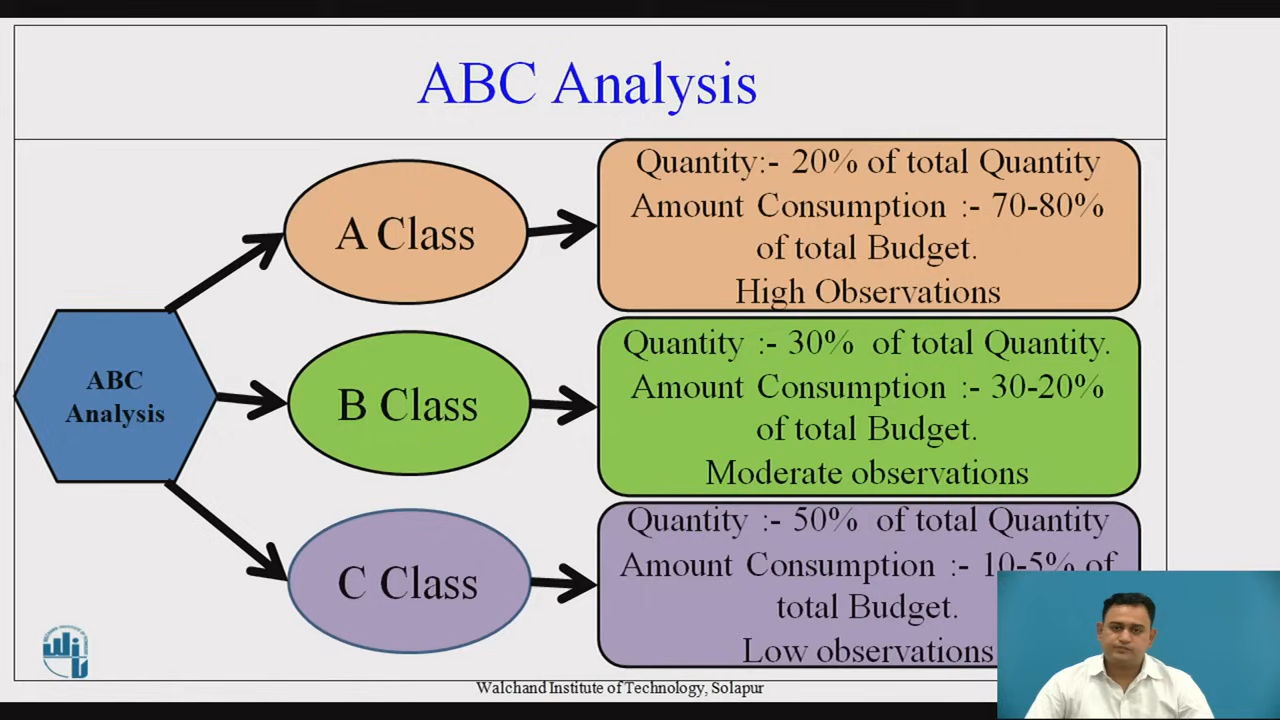 ABC Analysis
A Class
Quantity:- 20% of total Quantity
Amount Consumption :- 70-80%
of total Budget.
High Observations
ABC
Analysis
B Class
Quantity :- 30% of total Quantity.
Amount Consumption :- 30-20%
of total Budget.
Moderate observations
C Class
Quantity :- 50% of total Quantity
Amount Consumption :- 10-5% of
total Budget.
Low observations
Walchand Institute of Technology, Solapur